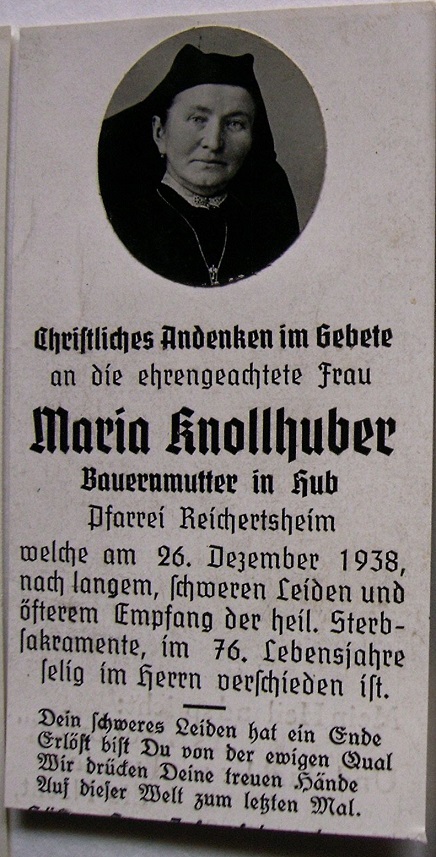 Christliches Andenken im Gebete
an die ehrengeachtete Frau
Maria Knollhuber
Bauernmutter in Hub
Pfarrei Reichertsheim
welche am 26. Dezember 1938,
nach langem, schweren Leiden und
öfterem Empfang der heil. Sterb-
sakramente, im 76. Lebensjahre
selig im Herrn verschieden ist.
Dein schweres Leiden hat ein Ende
Erlöst bist Du von der ewigen Qual
Wir drücken Deine treuen Hände
Auf dieser Welt zum letzten Mal.